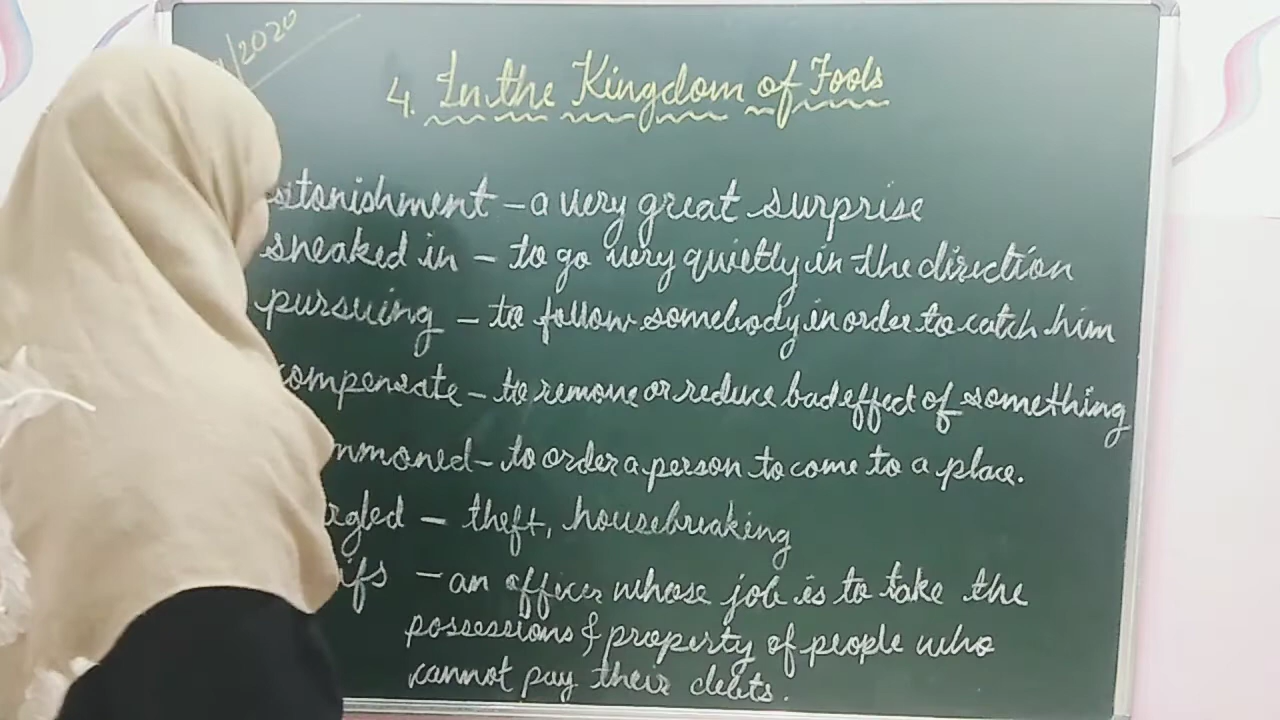 /2020
4. In the Kingdom of Fools
stonishment - a very great surprise
sneaked in - to go very quietly in the direction
pursuing - to follow somebody in order to catch him
compensate - to remove or reduce bad effect of something
mmoned - to order a person to come to a place.
gled - theft, housebreaking
ifs - an officer whose job is to take the
possessions & property of people who
cannot pay their debts.